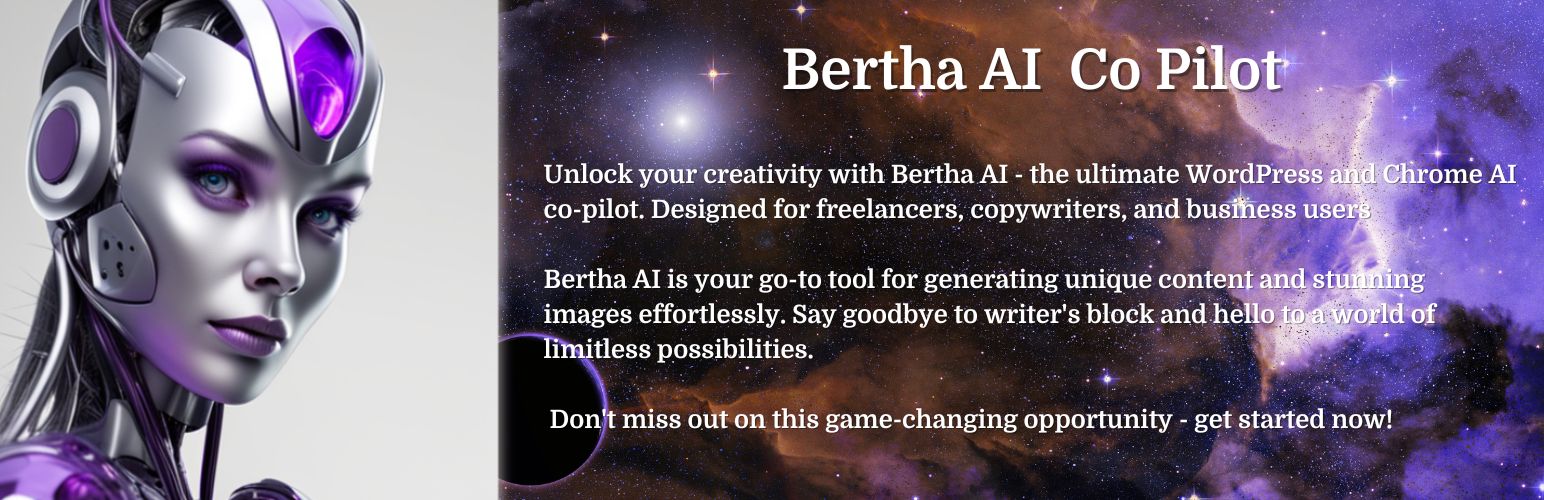 Bertha AI Co Pilot
Unlock your creativity with Bertha AI - the ultimate WordPress and Chrome AI
co-pilot. Designed for freelancers, copywriters, and business users
Bertha AI is your go-to tool for generating unique content and stunning
images effortlessly. Say goodbye to writer's block and hello to a world of
limitless possibilities.
Don't miss out on this game-changing opportunity - get started now!